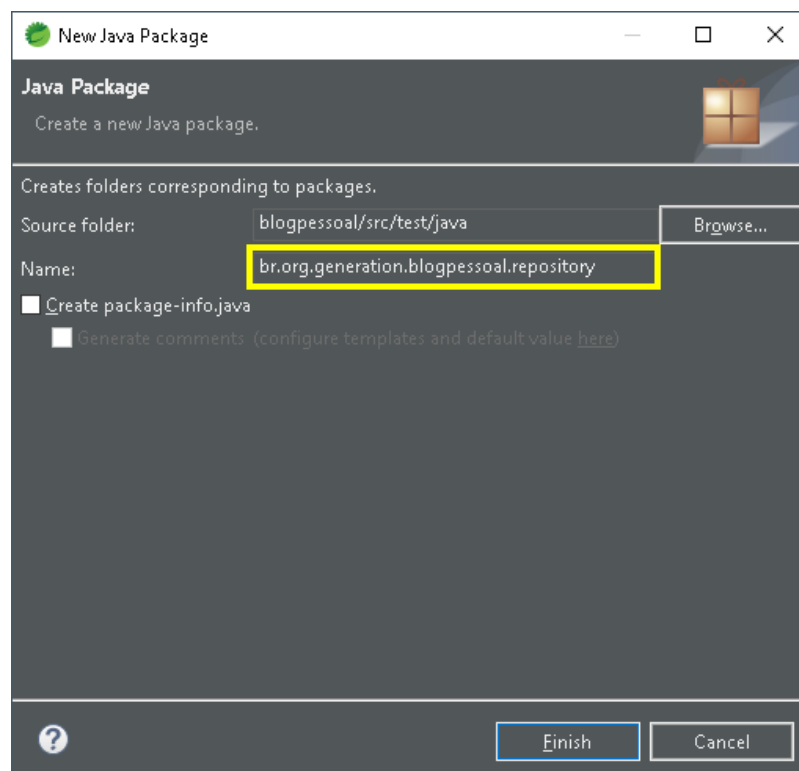 New Java Package
Java Package
Create a new Java package.
Creates folders corresponding to packages.
Source folder: blogpessoal/src/test/java Browse...
Name: br.org.generation.blogpessoal.repository
Create package-info.java
Generate comments (configure templates and default value here)
Finish Cancel